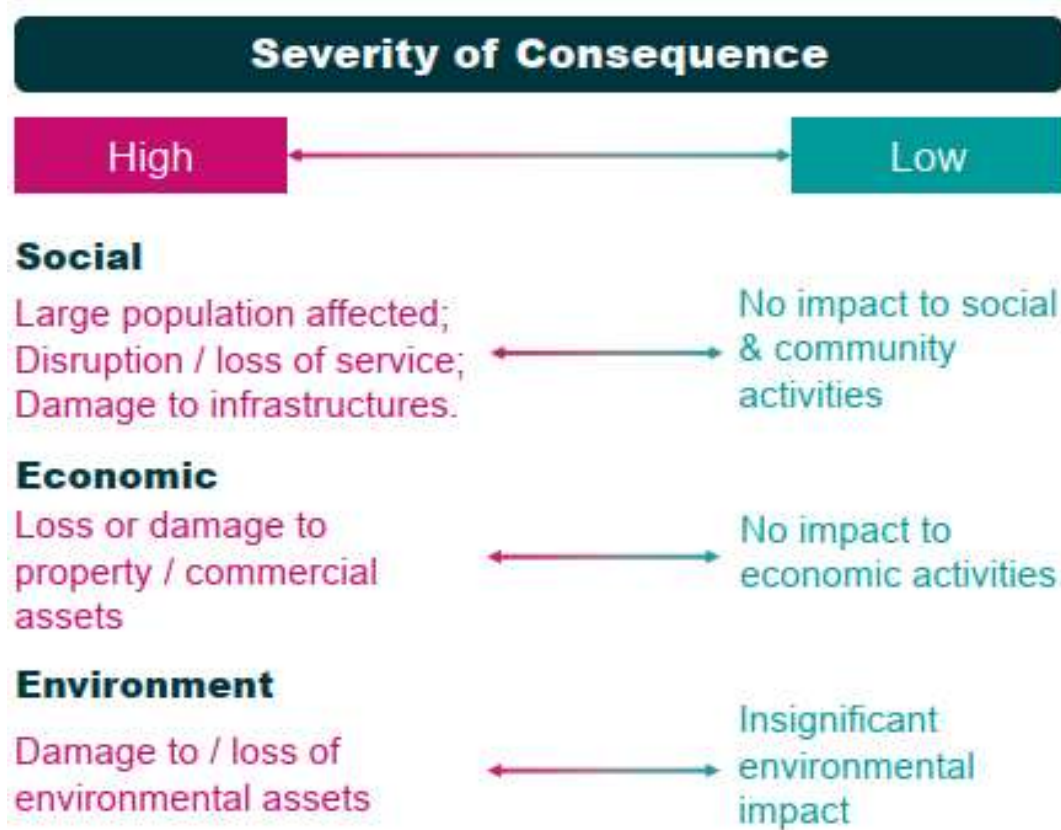 Severity of Consequence
High
Low
Social
Large population affected;
Disruption / loss of service;
Damage to infrastructures.
No impact to social
& community
activities
Economic
Loss or damage to
property / commercial
assets
No impact to
economic activities
Environment
Damage to / loss of
environmental assets
Insignificant
environmental
impact